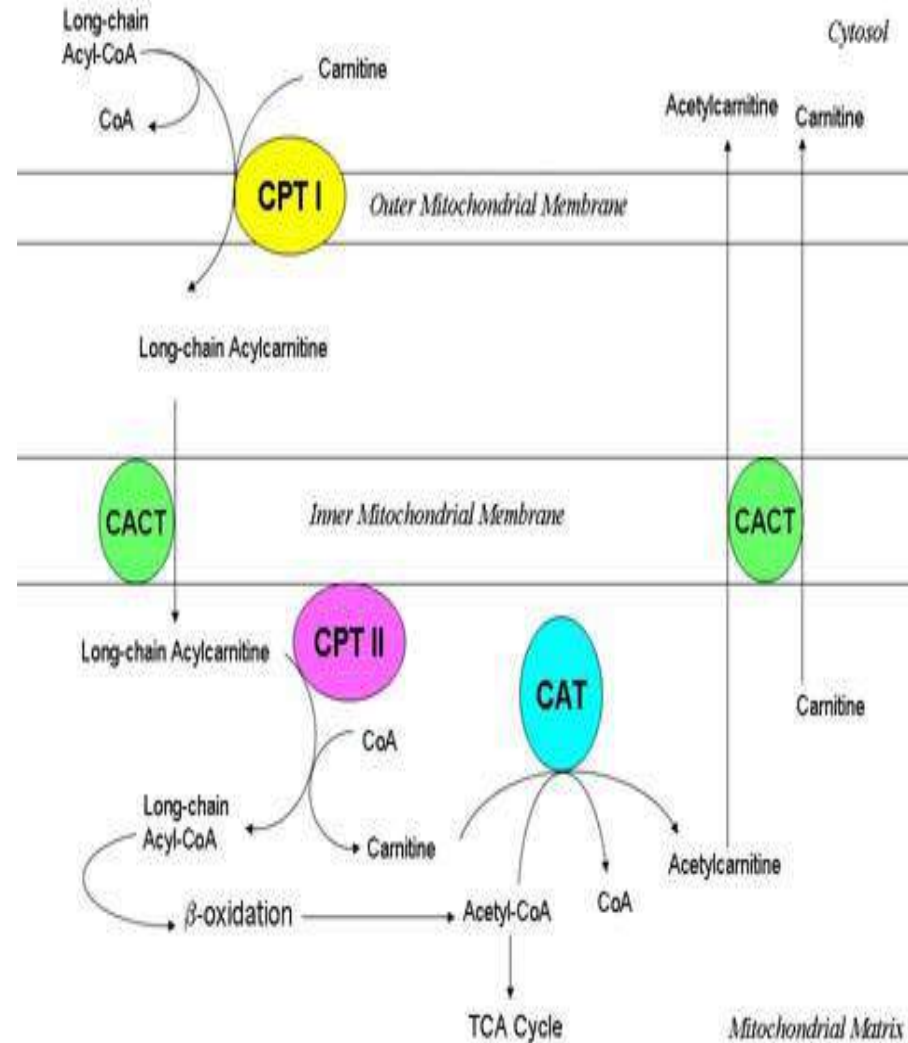 Long-chain
Acyl-CoA
CoA
Carnitine
Cytosol
Acetylcarnitine
Carnitine
CPT I
Outer Mitochondrial Membrane
Long-chain Acylcarnitine
CACT
Inner Mitochondrial Membrane
CACT
Long-chain Acylcarnitine
CPT II
CAT
Carnitine
CoA
Long-chain
Acyl-CoA
Carnitine
Acetylcarnitine
β-oxidation
Acetyl-CoA
CoA
TCA Cycle
Mitochondrial Matrix